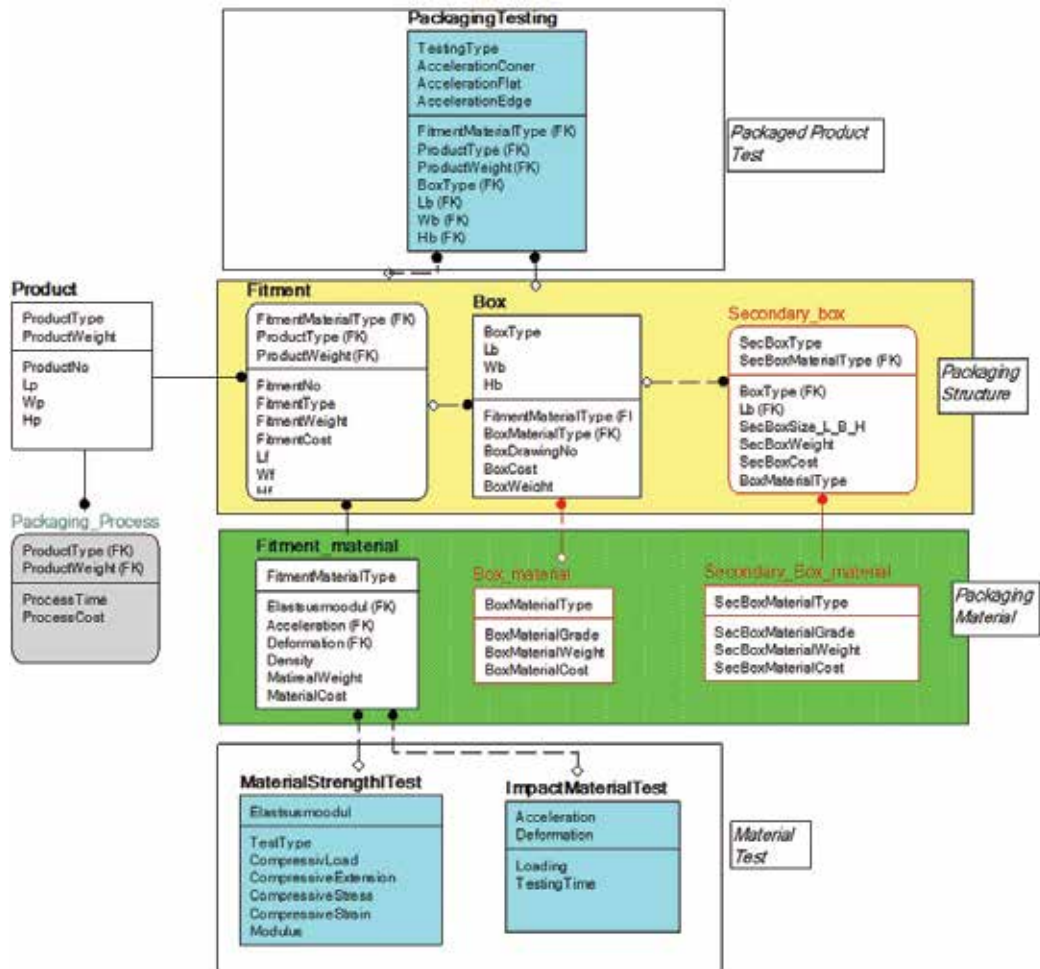 PackagingTesting
TestingType
AccelerationConer
AccelerationFlat
AccelerationEdge
FitmentMaterialType (FK)
ProductType (FK)
ProductWeight (FK)
BoxType (FK)
Lb (FK)
Wb (FK)
Hb (FK)
Packaged Product
Test
Product
ProductType
ProductWeight
ProductNo
Lp
Wp
Hp
Fitment
FitmentMaterialType (FK)
ProductType (FK)
ProductWeight (FK)
FitmentNo
FitmentType
FitmentWeight
FitmentCost
Lf
Wf
Hf
Box
BoxType
Lb
Wb
Hb
FitmentMaterialType (FI
BoxMaterialType (FK)
BoxDrawingNo
BoxCost
BoxWeight
Secondary_box
SecBoxType
SecBoxMaterialType (FK)
BoxType (FK)
Lb (FK)
SecBoxSize_L_B_H
SecBoxWeight
SecBoxCost
BoxMaterialType
Packaging
Structure
Packaging_Process
ProductType (FK)
ProductWeight (FK)
ProcessTime
ProcessCost
Fitment_material
FitmentMaterialType
Elastsusmoodul (FK)
Acceleration (FK)
Deformation (FK)
Density
MatirealWeight
MaterialCost
Box_material
BoxMaterialType
BoxMaterialGrade
BoxMaterialWeight
BoxMaterialCost
Secondary_Box_material
SecBoxMaterialType
SecBoxMaterialGrade
SecBoxMaterialWeight
SecBoxMaterialCost
Packaging
Material
MaterialStrenghlTest
Elastsusmoodul
TestType
CompressivLoad
CompressiveExtension
CompressiveStress
CompressiveStrain
Modulus
ImpactMaterialTest
Acceleration
Deformation
Loading
TestingTime
Material
Test